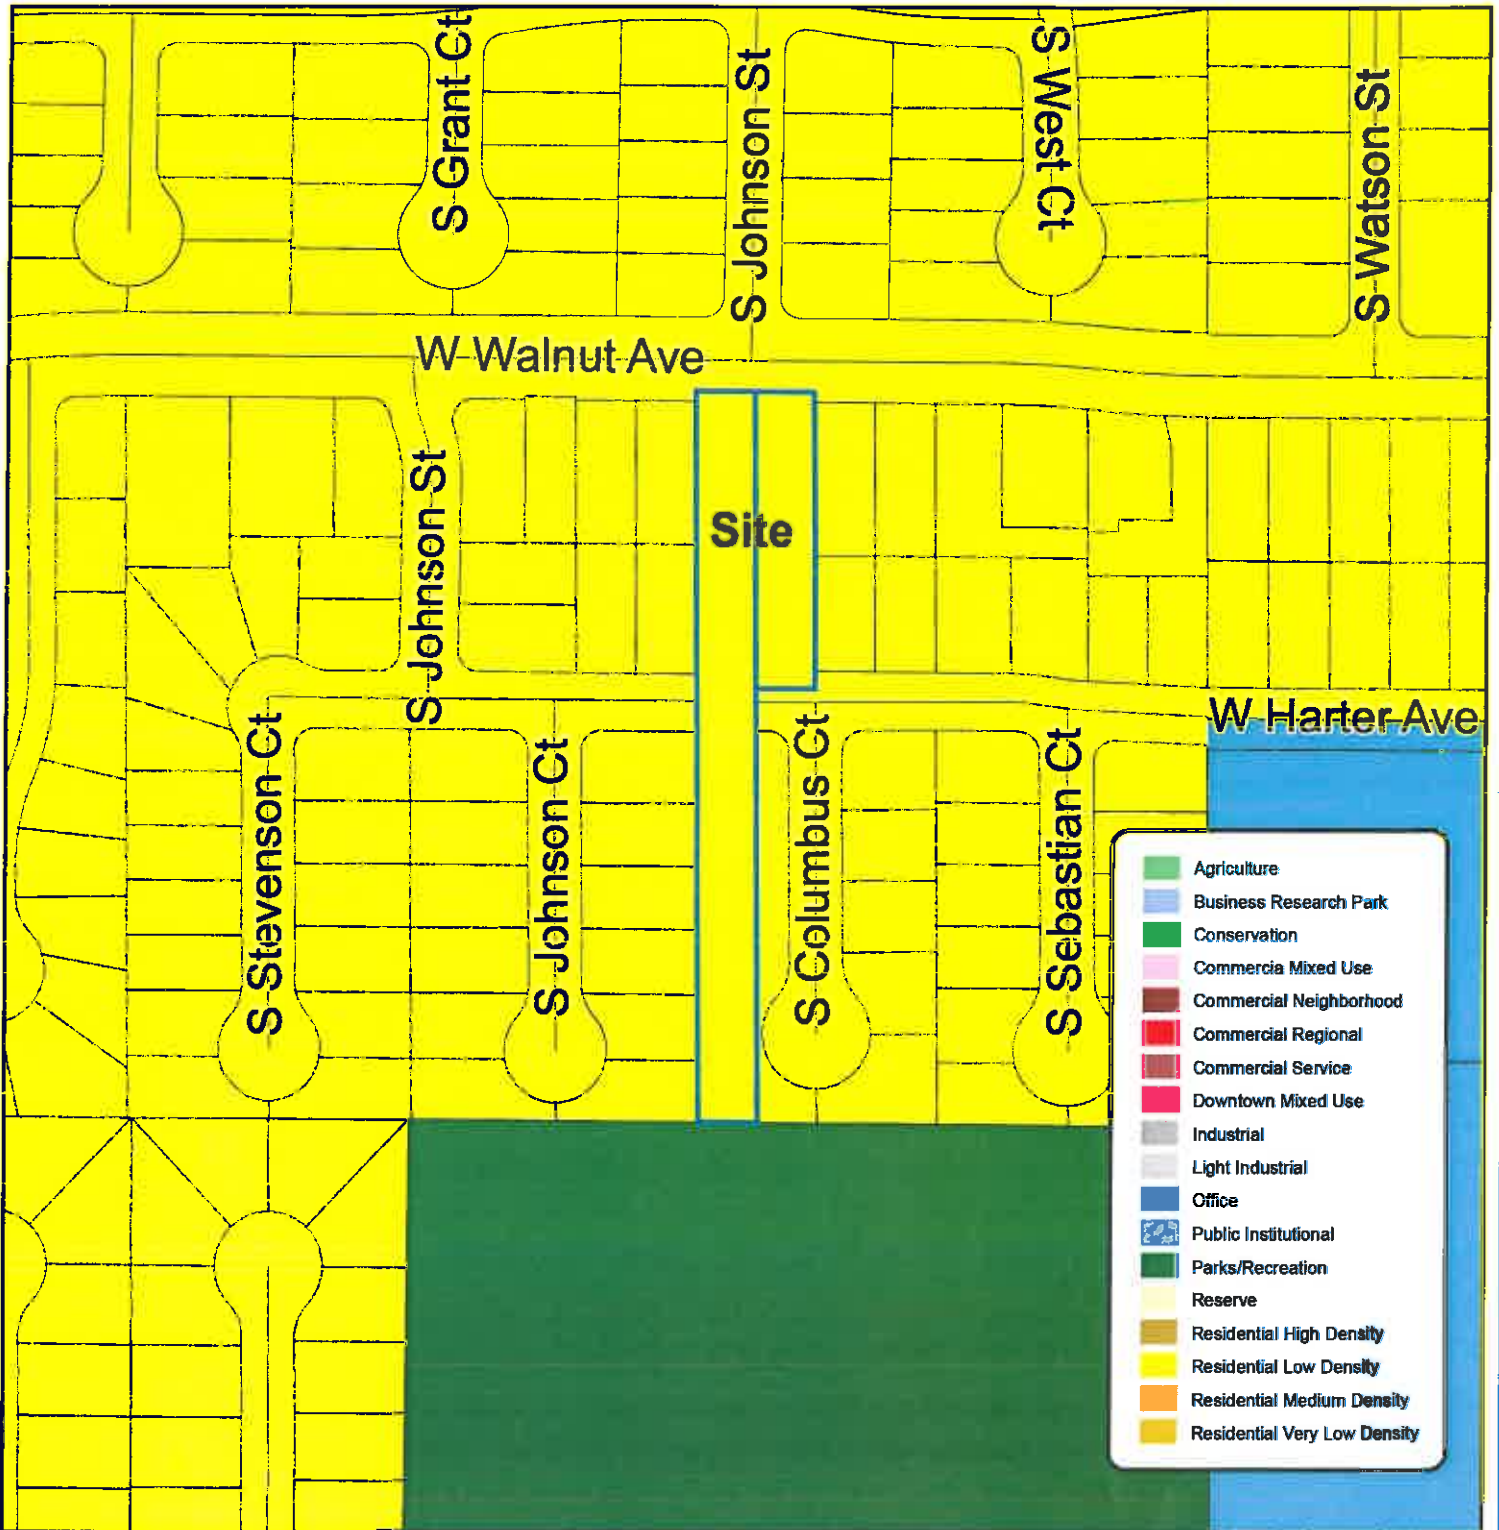 S Grant Ct
S Johnson St
S West Ct
S Watson St
W Walnut Ave
S Johnson St
Site
W Harter Ave
S Stevenson Ct
S Johnson Ct
S Columbus Ct
S Sebastian Ct
Agriculture
Business Research Park
Conservation
Commercia Mixed Use
Commercial Neighborhood
Commercial Regional
Commercial Service
Downtown Mixed Use
Industrial
Light Industrial
Office
Public Institutional
Parks/Recreation
Reserve
Residential High Density
Residential Low Density
Residential Medium Density
Residential Very Low Density